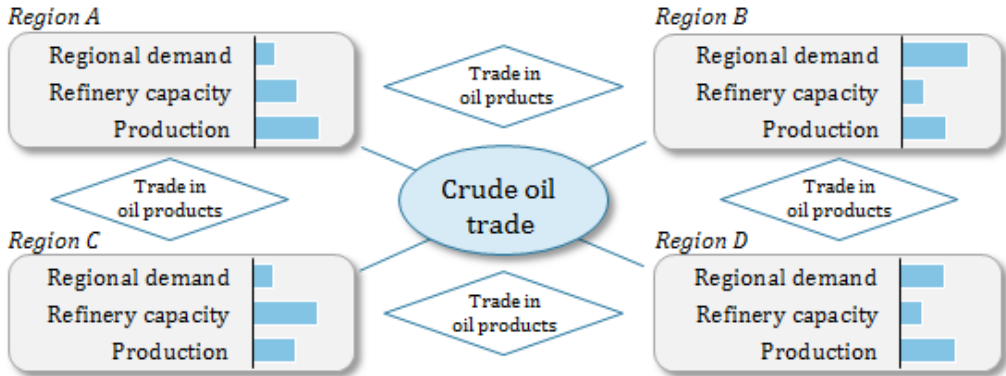 Region A
Regional demand
Refinery capacity
Production
Trade in
oil prducts
Region B
Regional demand
Refinery capacity
Production
Trade in
oil products
Crude oil
trade
Trade in
oil products
Region C
Regional demand
Refinery capacity
Production
Trade in
oil products
Region D
Regional demand
Refinery capacity
Production